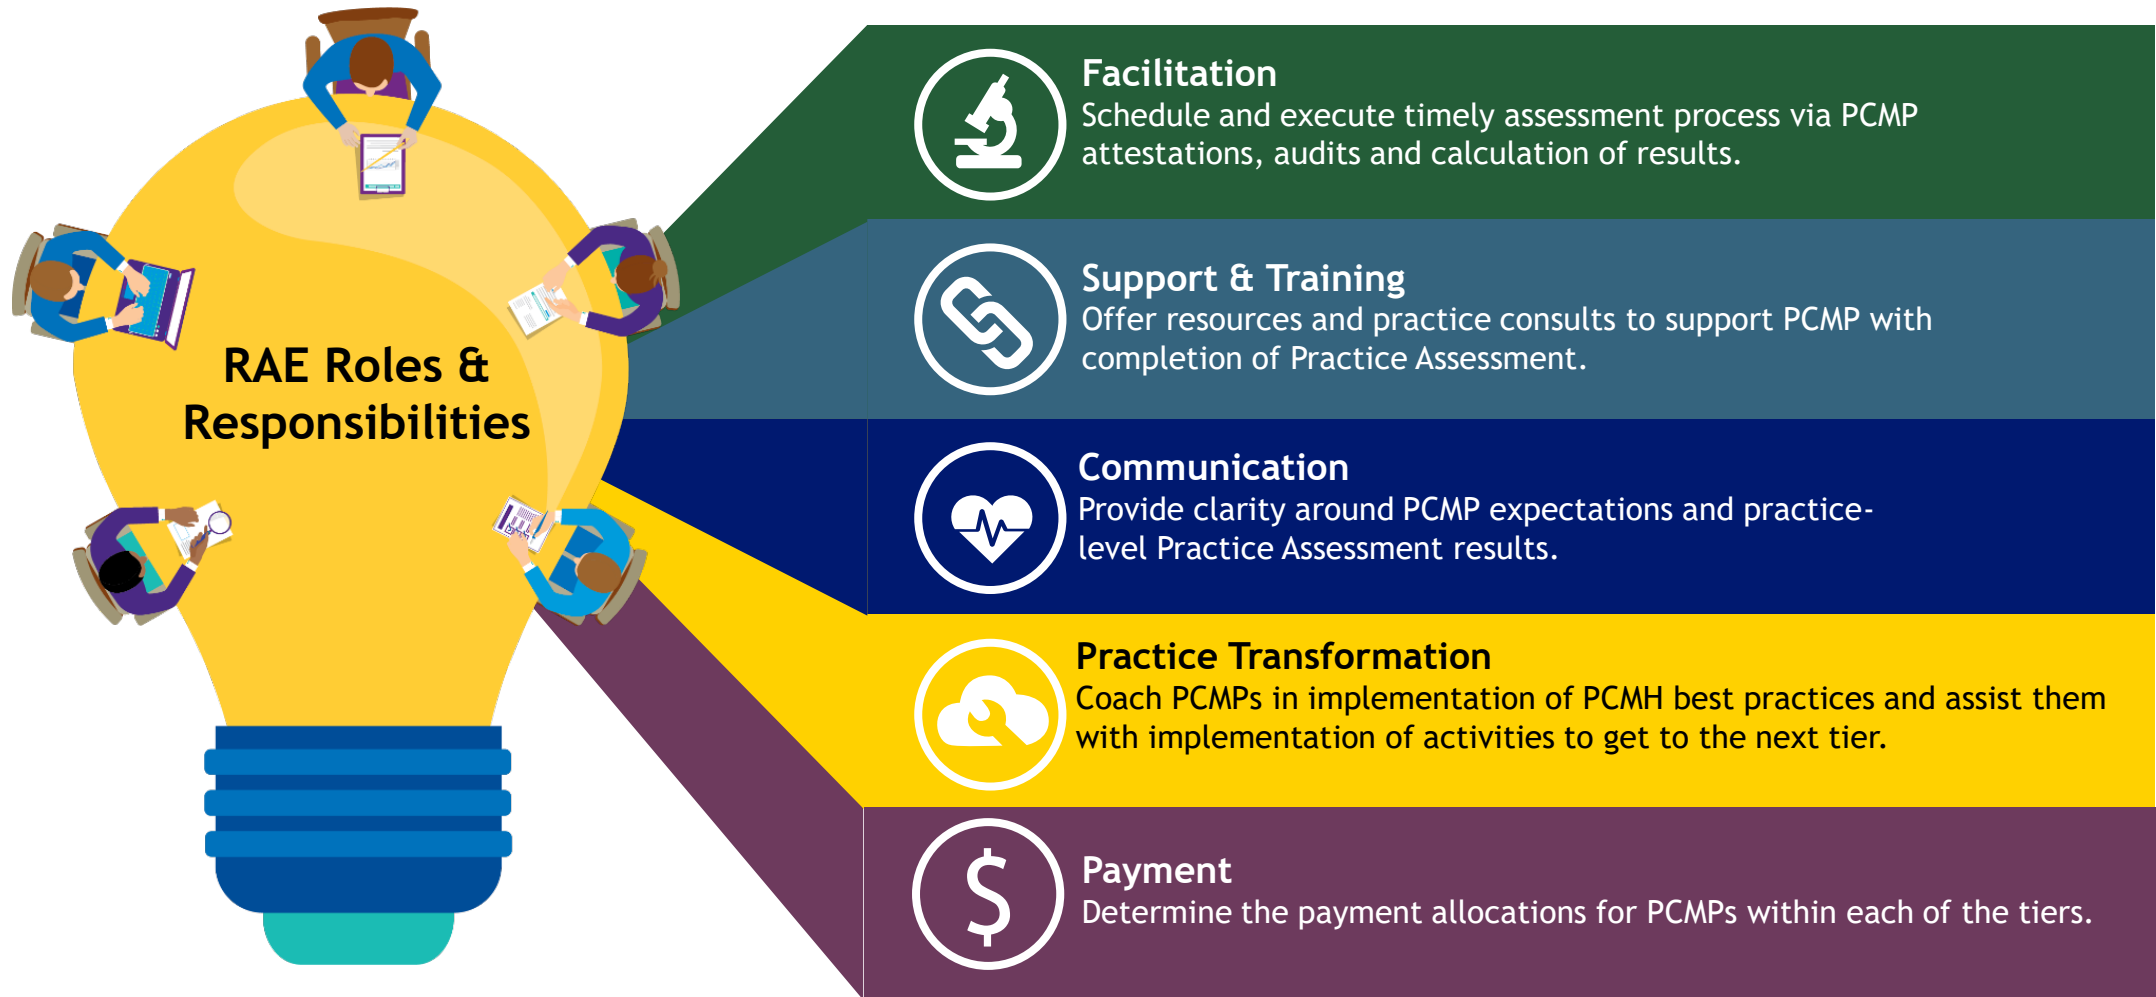 RAE Roles &
Responsibilities
Facilitation
Schedule and execute timely assessment process via PCMP
attestations, audits and calculation of results.
Support & Training
Offer resources and practice consults to support PCMP with
completion of Practice Assessment.
Communication
Provide clarity around PCMP expectations and practice-
level Practice Assessment results.
Practice Transformation
Coach PCMPs in implementation of PCMH best practices and assist them
with implementation of activities to get to the next tier.
$
Payment
Determine the payment allocations for PCMPs within each of the tiers.